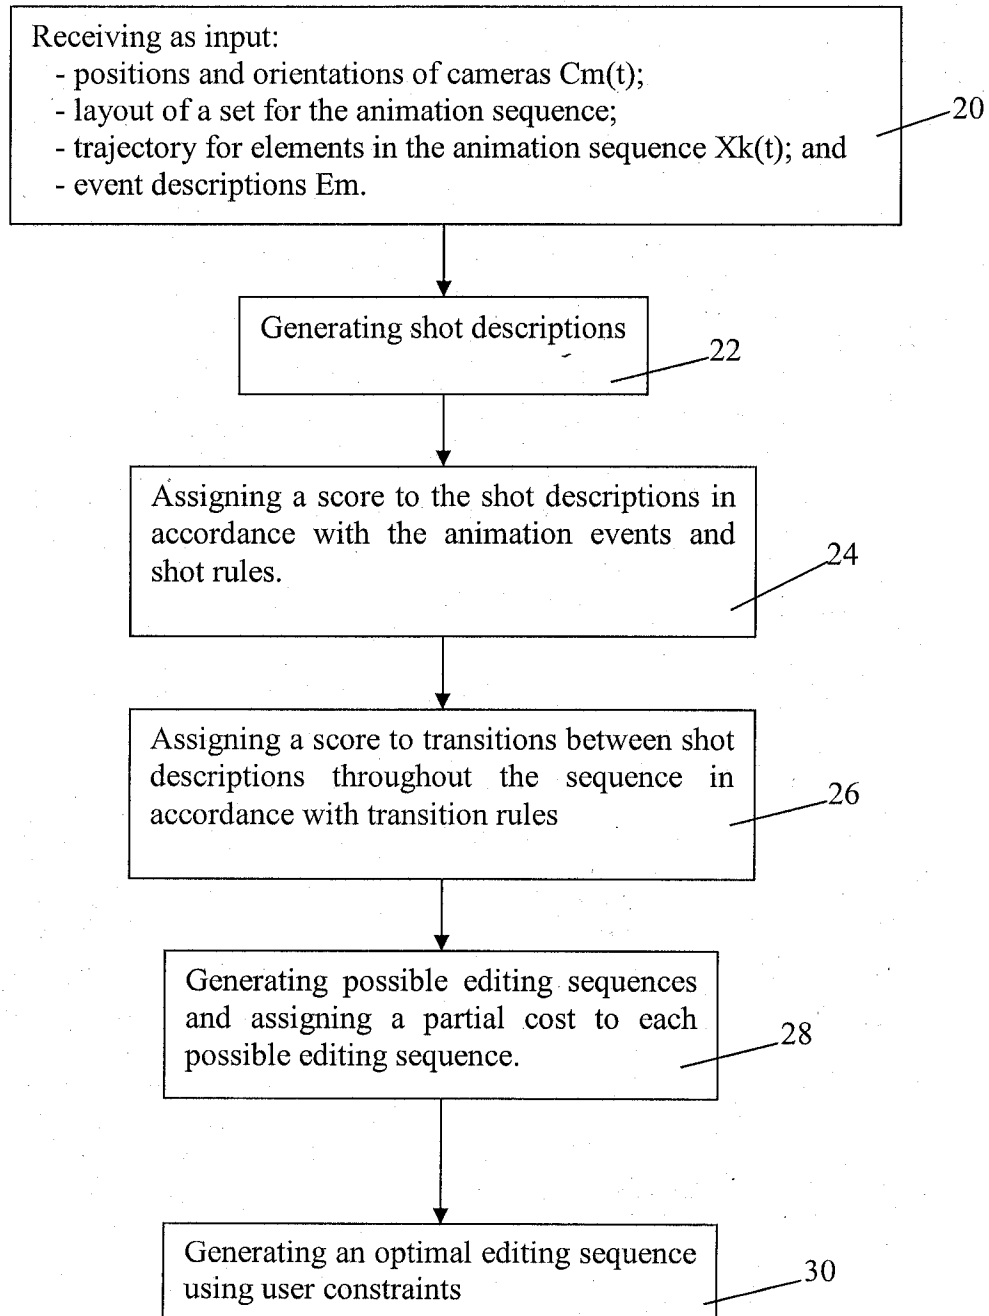 Receiving as input:
- positions and orientations of cameras Cm(t);
- layout of a set for the animation sequence;
- trajectory for elements in the animation sequence Xk(t); and
- event descriptions Em.
20
Generating shot descriptions
22
Assigning a score to the shot descriptions in
accordance with the animation events and
shot rules.
24
Assigning a score to transitions between shot
descriptions throughout the sequence in
accordance with transition rules
26
Generating possible editing sequences
and assigning a partial cost to each
possible editing sequence.
28
Generating an optimal editing sequence
using user constraints
30